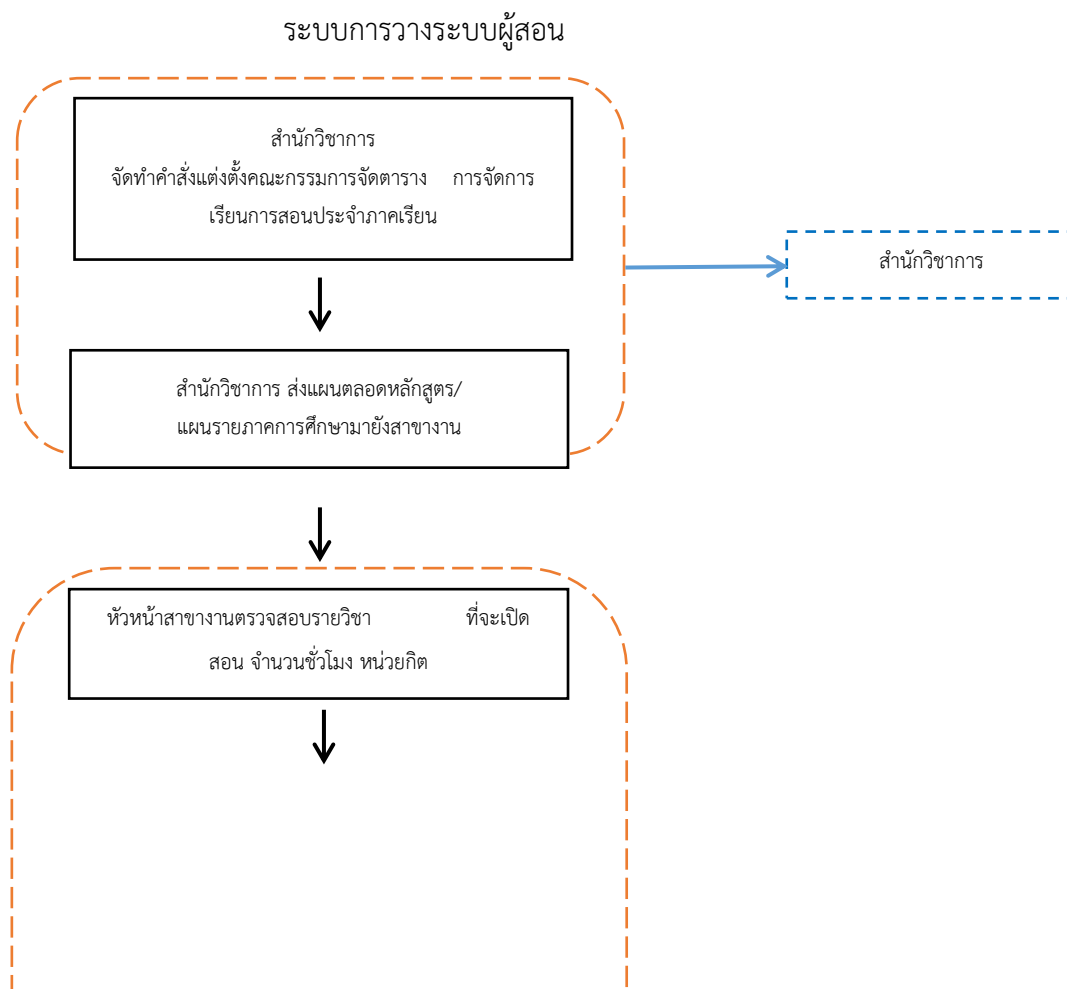 ระบบการวางระบบผู้สอน
สำนักวิชาการ
จัดทำคำสั่งแต่งตั้งคณะกรรมการจัดตาราง การจัดการ
เรียนการสอนประจำภาคเรียน
สำนักวิชาการ
สำนักวิชาการ ส่งแผนตลอดหลักสูตร/
แผนรายภาคการศึกษามายังสาขางาน
หัวหน้าสาขางานตรวจสอบรายวิชา ที่จะเปิด
สอน จำนวนชั่วโมง หน่วยกิต